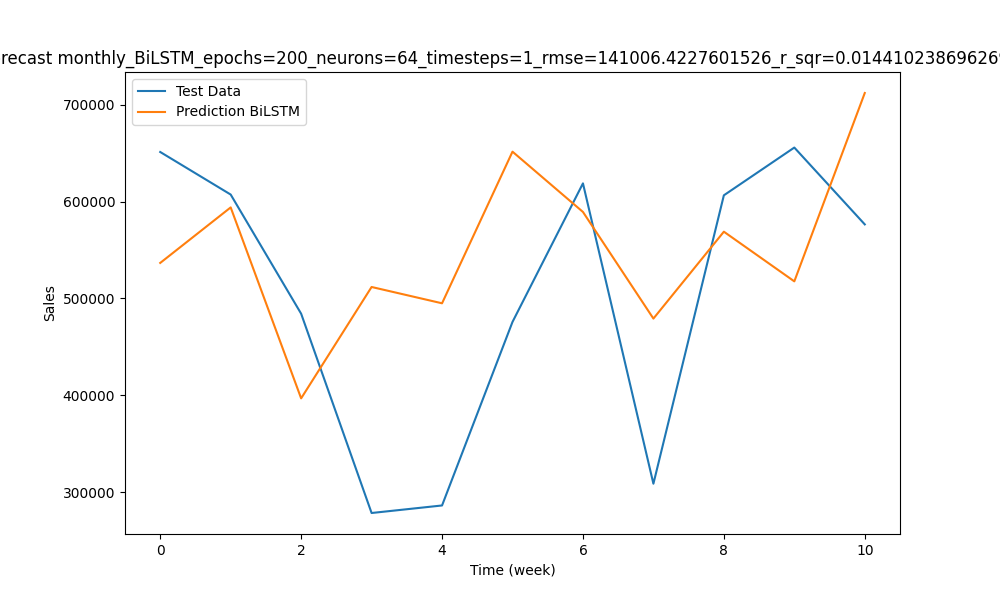 recast monthly_BiLSTM_epochs=200_neurons=64_timesteps=1_rmse=141006.4227601526_r_sqr=0.01441023869626
Test Data
Prediction BiLSTM
700000
600000
500000
400000
300000
Sales
0 2 4 6 8 10
Time (week)